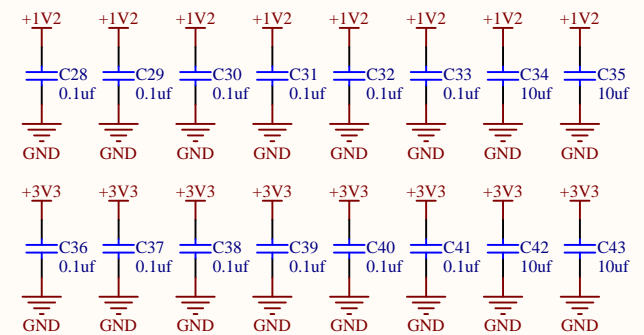 +1V2 +1V2 +1V2 +1V2 +1V2 +1V2 +1V2 +1V2
C28 C29 C30 C31 C32 C33 C34 C35
0.1uf 0.1uf 0.1uf 0.1uf 0.1uf 0.1uf 10uf 10uf
GND GND GND GND GND GND GND GND
+3V3 +3V3 +3V3 +3V3 +3V3 +3V3 +3V3 +3V3
C36 C37 C38 C39 C40 C41 C42 C43
0.1uf 0.1uf 0.1uf 0.1uf 0.1uf 0.1uf 10uf 10uf
GND GND GND GND GND GND GND GND